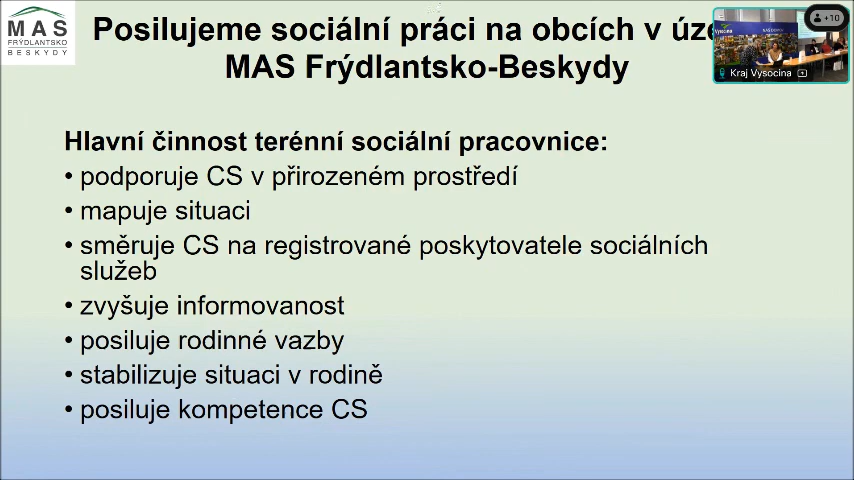 MAS
FRÝDLANTSKO
BESKYDY
Posilujeme sociální práci na obcích v
MAS Frýdlantsko-Beskydy
+10
Kraj Vysočina
Hlavní činnost terénní sociální pracovnice:
• podporuje CS v přirozeném prostředí
• mapuje situaci
• směruje CS na registrované poskytovatele sociálních
služeb
• zvyšuje informovanost
• posiluje rodinné vazby
• stabilizuje situaci v rodině
• posiluje kompetence CS